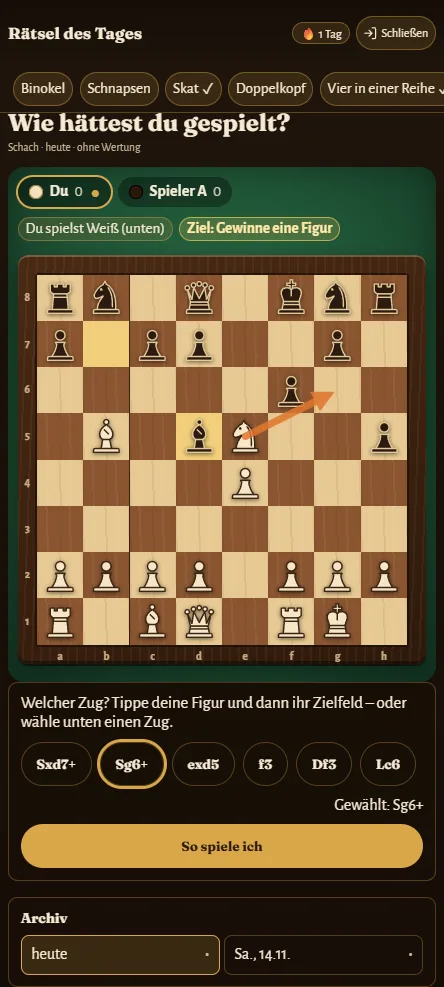 Rätsel des Tages
1 Tag
Schließen
Binokel
Schnapsen
Skat ✓
Doppelkopf
Vier in einer Reihe ✓
Wie hättest du gespielt?
Schach · heute · ohne Wertung
Du 0
Spieler A 0
Du spielst Weiß (unten)
Ziel: Gewinne eine Figur
8
7
6
5
4
3
2
1
a b c d e f g h
Welcher Zug? Tippe deine Figur und dann ihr Zielfeld – oder
wähle unten einen Zug.
Sxd7+
Sg6+
exd5
f3
Df3
Lc6
Gewählt: Sg6+
So spiele ich
Archiv
heute
Sa., 14.11.